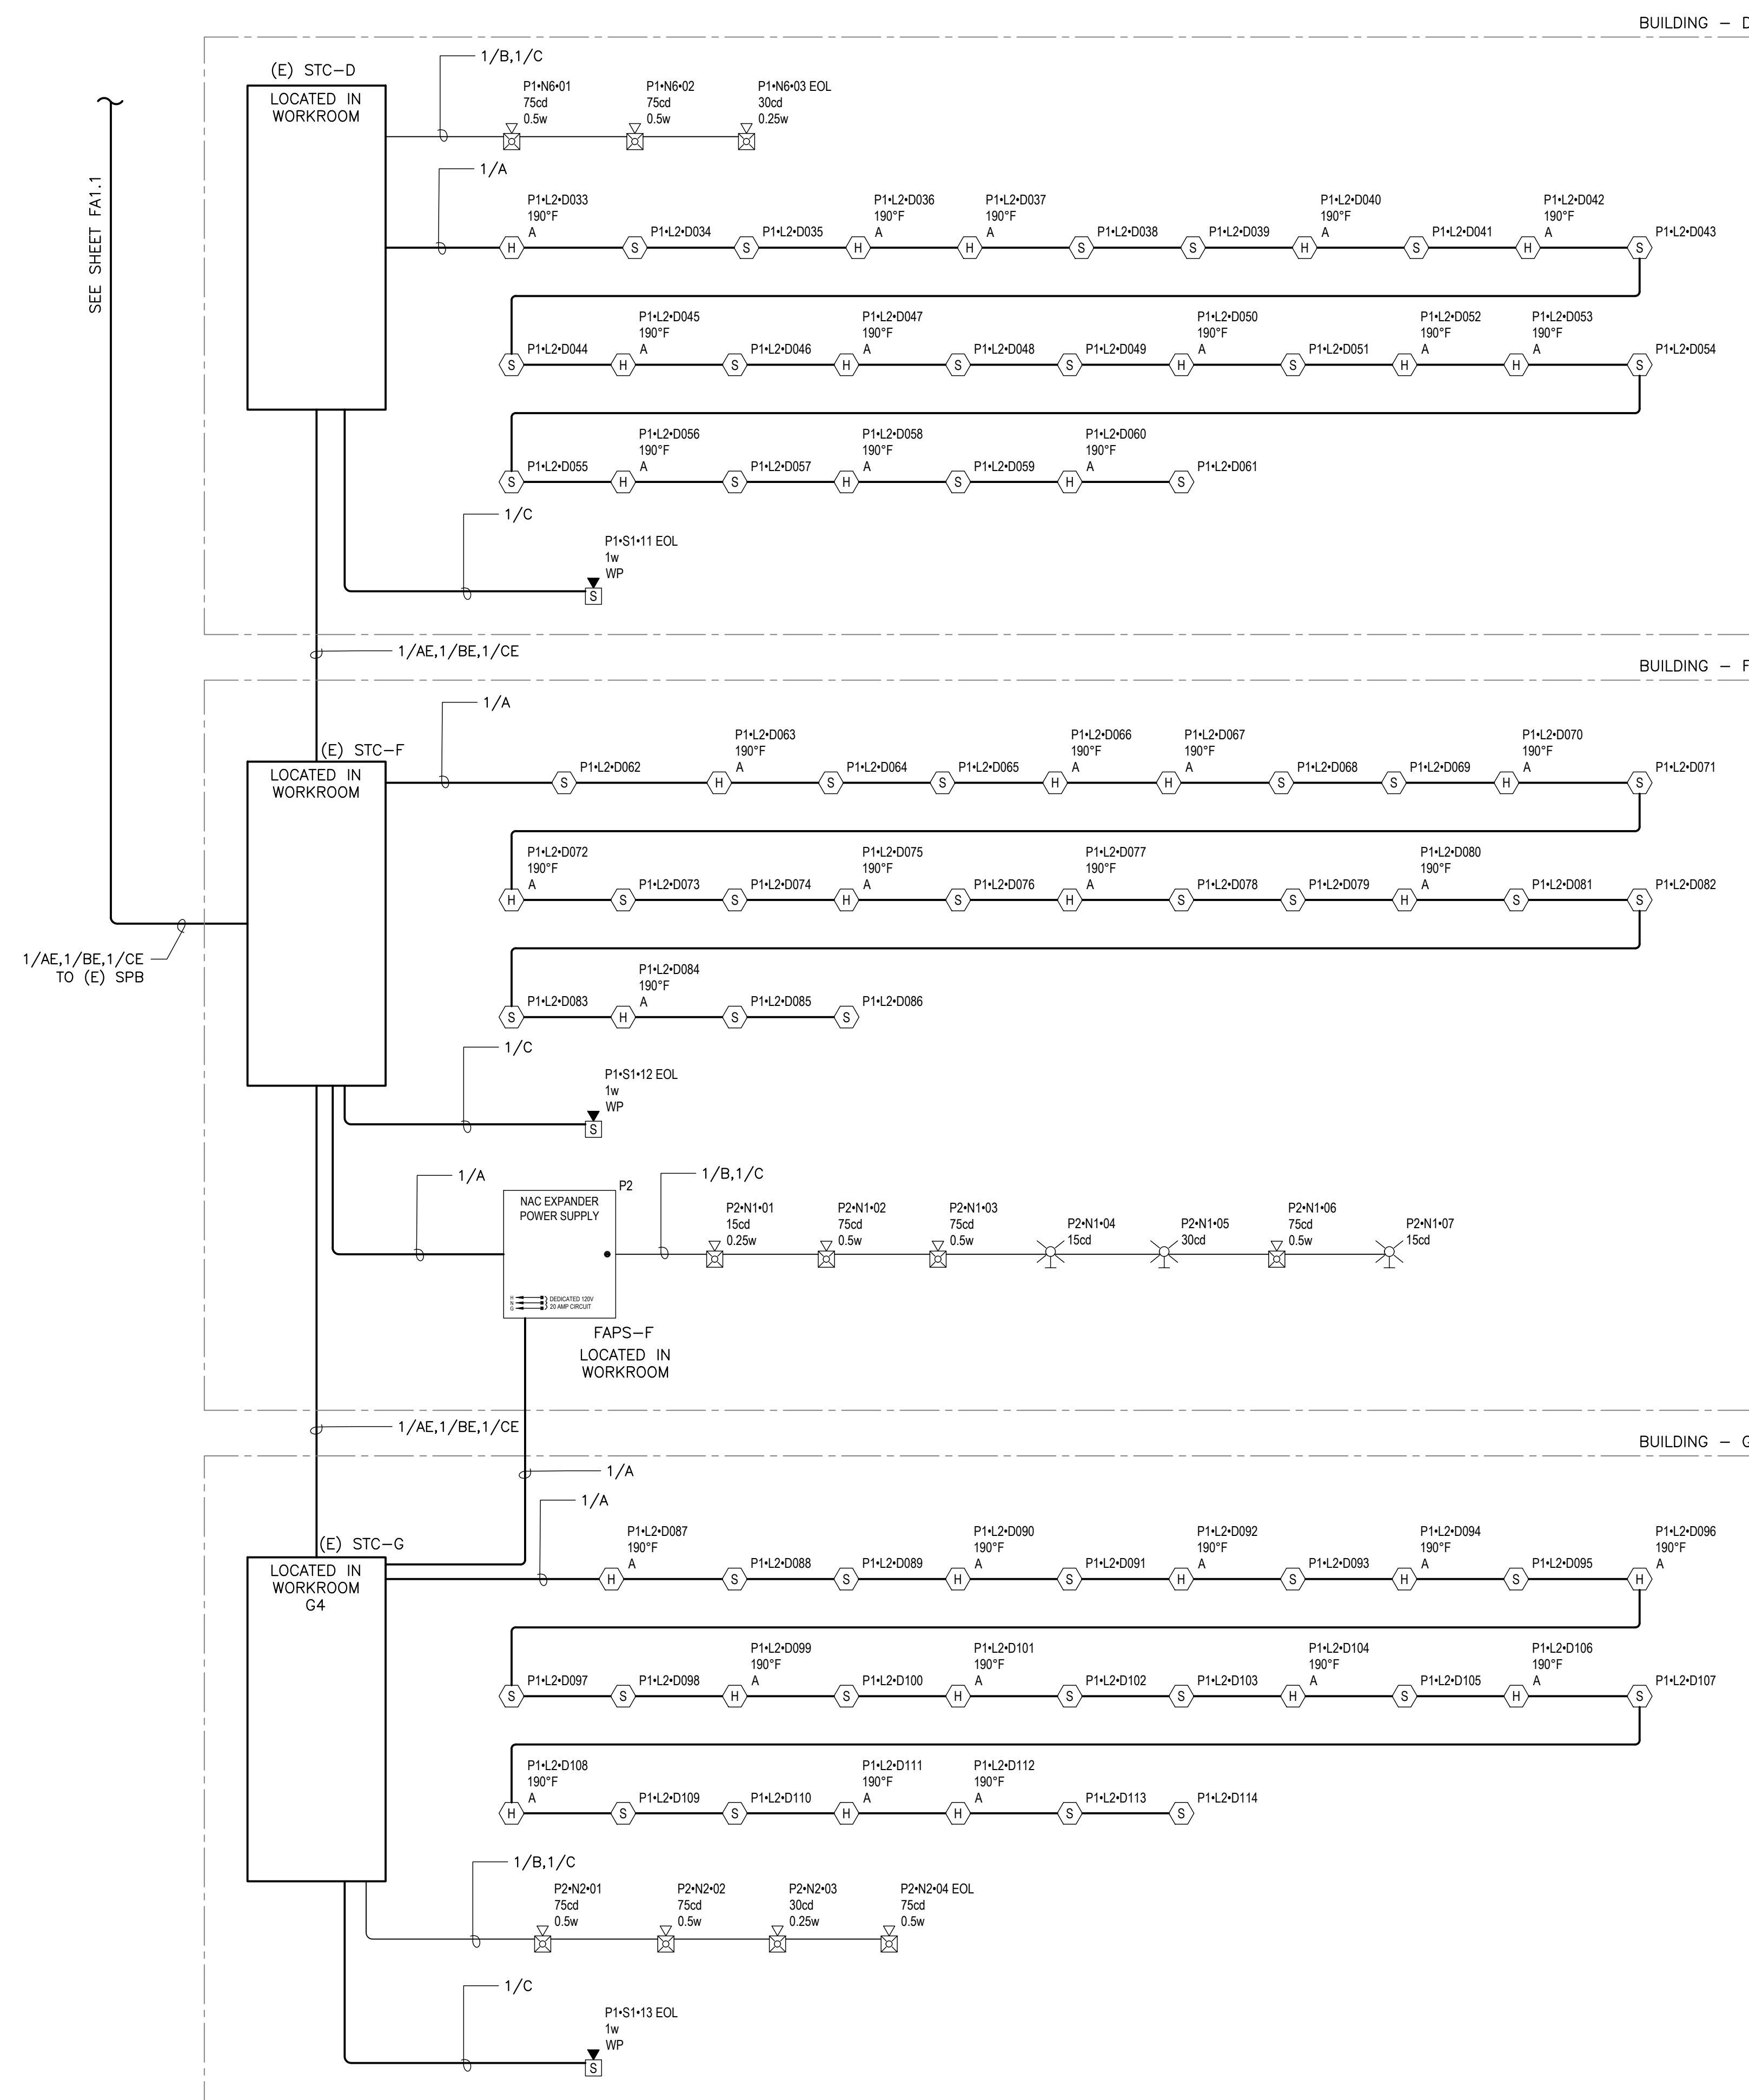 BUILDING – D
(E) STC–D
LOCATED IN
WORKROOM
SEE SHEET FA1.1
1/B,1/C
P1•N6•01
75cd
0.5w
P1•N6•02
75cd
0.5w
P1•N6•03 EOL
30cd
0.25w
1/A
P1•L2•D033
190°F
A
H
S
P1•L2•D034
S
P1•L2•D035
P1•L2•D036
190°F
A
H
P1•L2•D037
190°F
A
H
S
P1•L2•D038
S
P1•L2•D039
P1•L2•D040
190°F
A
H
S
P1•L2•D041
P1•L2•D042
190°F
A
H
S
P1•L2•D043
S
P1•L2•D044
P1•L2•D045
190°F
A
H
S
P1•L2•D046
P1•L2•D047
190°F
A
H
S
P1•L2•D048
S
P1•L2•D049
P1•L2•D050
190°F
A
H
S
P1•L2•D051
P1•L2•D052
190°F
A
H
P1•L2•D053
190°F
A
H
S
P1•L2•D054
S
P1•L2•D055
P1•L2•D056
190°F
A
H
S
P1•L2•D057
P1•L2•D058
190°F
A
H
S
P1•L2•D059
P1•L2•D060
190°F
A
H
S
P1•L2•D061
1/C
P1•S1•11 EOL
1w
WP
S
1/AE,1/BE,1/CE
BUILDING – F
(E) STC–F
LOCATED IN
WORKROOM
1/A
S
P1•L2•D062
P1•L2•D063
190°F
A
H
S
P1•L2•D064
S
P1•L2•D065
P1•L2•D066
190°F
A
H
P1•L2•D067
190°F
A
H
S
P1•L2•D068
S
P1•L2•D069
P1•L2•D070
190°F
A
H
S
P1•L2•D071
P1•L2•D072
190°F
A
H
S
P1•L2•D073
S
P1•L2•D074
P1•L2•D075
190°F
A
H
S
P1•L2•D076
P1•L2•D077
190°F
A
H
S
P1•L2•D078
S
P1•L2•D079
P1•L2•D080
190°F
A
H
S
P1•L2•D081
S
P1•L2•D082
1/AE,1/BE,1/CE
TO (E) SPB
S
P1•L2•D083
P1•L2•D084
190°F
A
H
S
P1•L2•D085
S
P1•L2•D086
1/C
P1•S1•12 EOL
1w
WP
S
1/A
P2
NAC EXPANDER
POWER SUPPLY
H
N
G
DEDICATED 120V
20 AMP CIRCUIT
FAPS–F
LOCATED IN
WORKROOM
1/B,1/C
P2•N1•01
15cd
0.25w
P2•N1•02
75cd
0.5w
P2•N1•03
75cd
0.5w
P2•N1•04
15cd
P2•N1•05
30cd
P2•N1•06
75cd
0.5w
P2•N1•07
15cd
1/AE,1/BE,1/CE
BUILDING – G
1/A
1/A
(E) STC–G
LOCATED IN
WORKROOM
G4
P1•L2•D087
190°F
A
H
S
P1•L2•D088
S
P1•L2•D089
P1•L2•D090
190°F
A
H
S
P1•L2•D091
P1•L2•D092
190°F
A
H
S
P1•L2•D093
P1•L2•D094
190°F
A
H
S
P1•L2•D095
P1•L2•D096
190°F
A
H
S
P1•L2•D097
S
P1•L2•D098
P1•L2•D099
190°F
A
H
S
P1•L2•D100
P1•L2•D101
190°F
A
H
S
P1•L2•D102
S
P1•L2•D103
P1•L2•D104
190°F
A
H
S
P1•L2•D105
P1•L2•D106
190°F
A
H
S
P1•L2•D107
P1•L2•D108
190°F
A
H
S
P1•L2•D109
S
P1•L2•D110
P1•L2•D111
190°F
A
H
P1•L2•D112
190°F
A
H
S
P1•L2•D113
S
P1•L2•D114
1/B,1/C
P2•N2•01
75cd
0.5w
P2•N2•02
75cd
0.5w
P2•N2•03
30cd
0.25w
P2•N2•04 EOL
75cd
0.5w
1/C
P1•S1•13 EOL
1w
WP
S